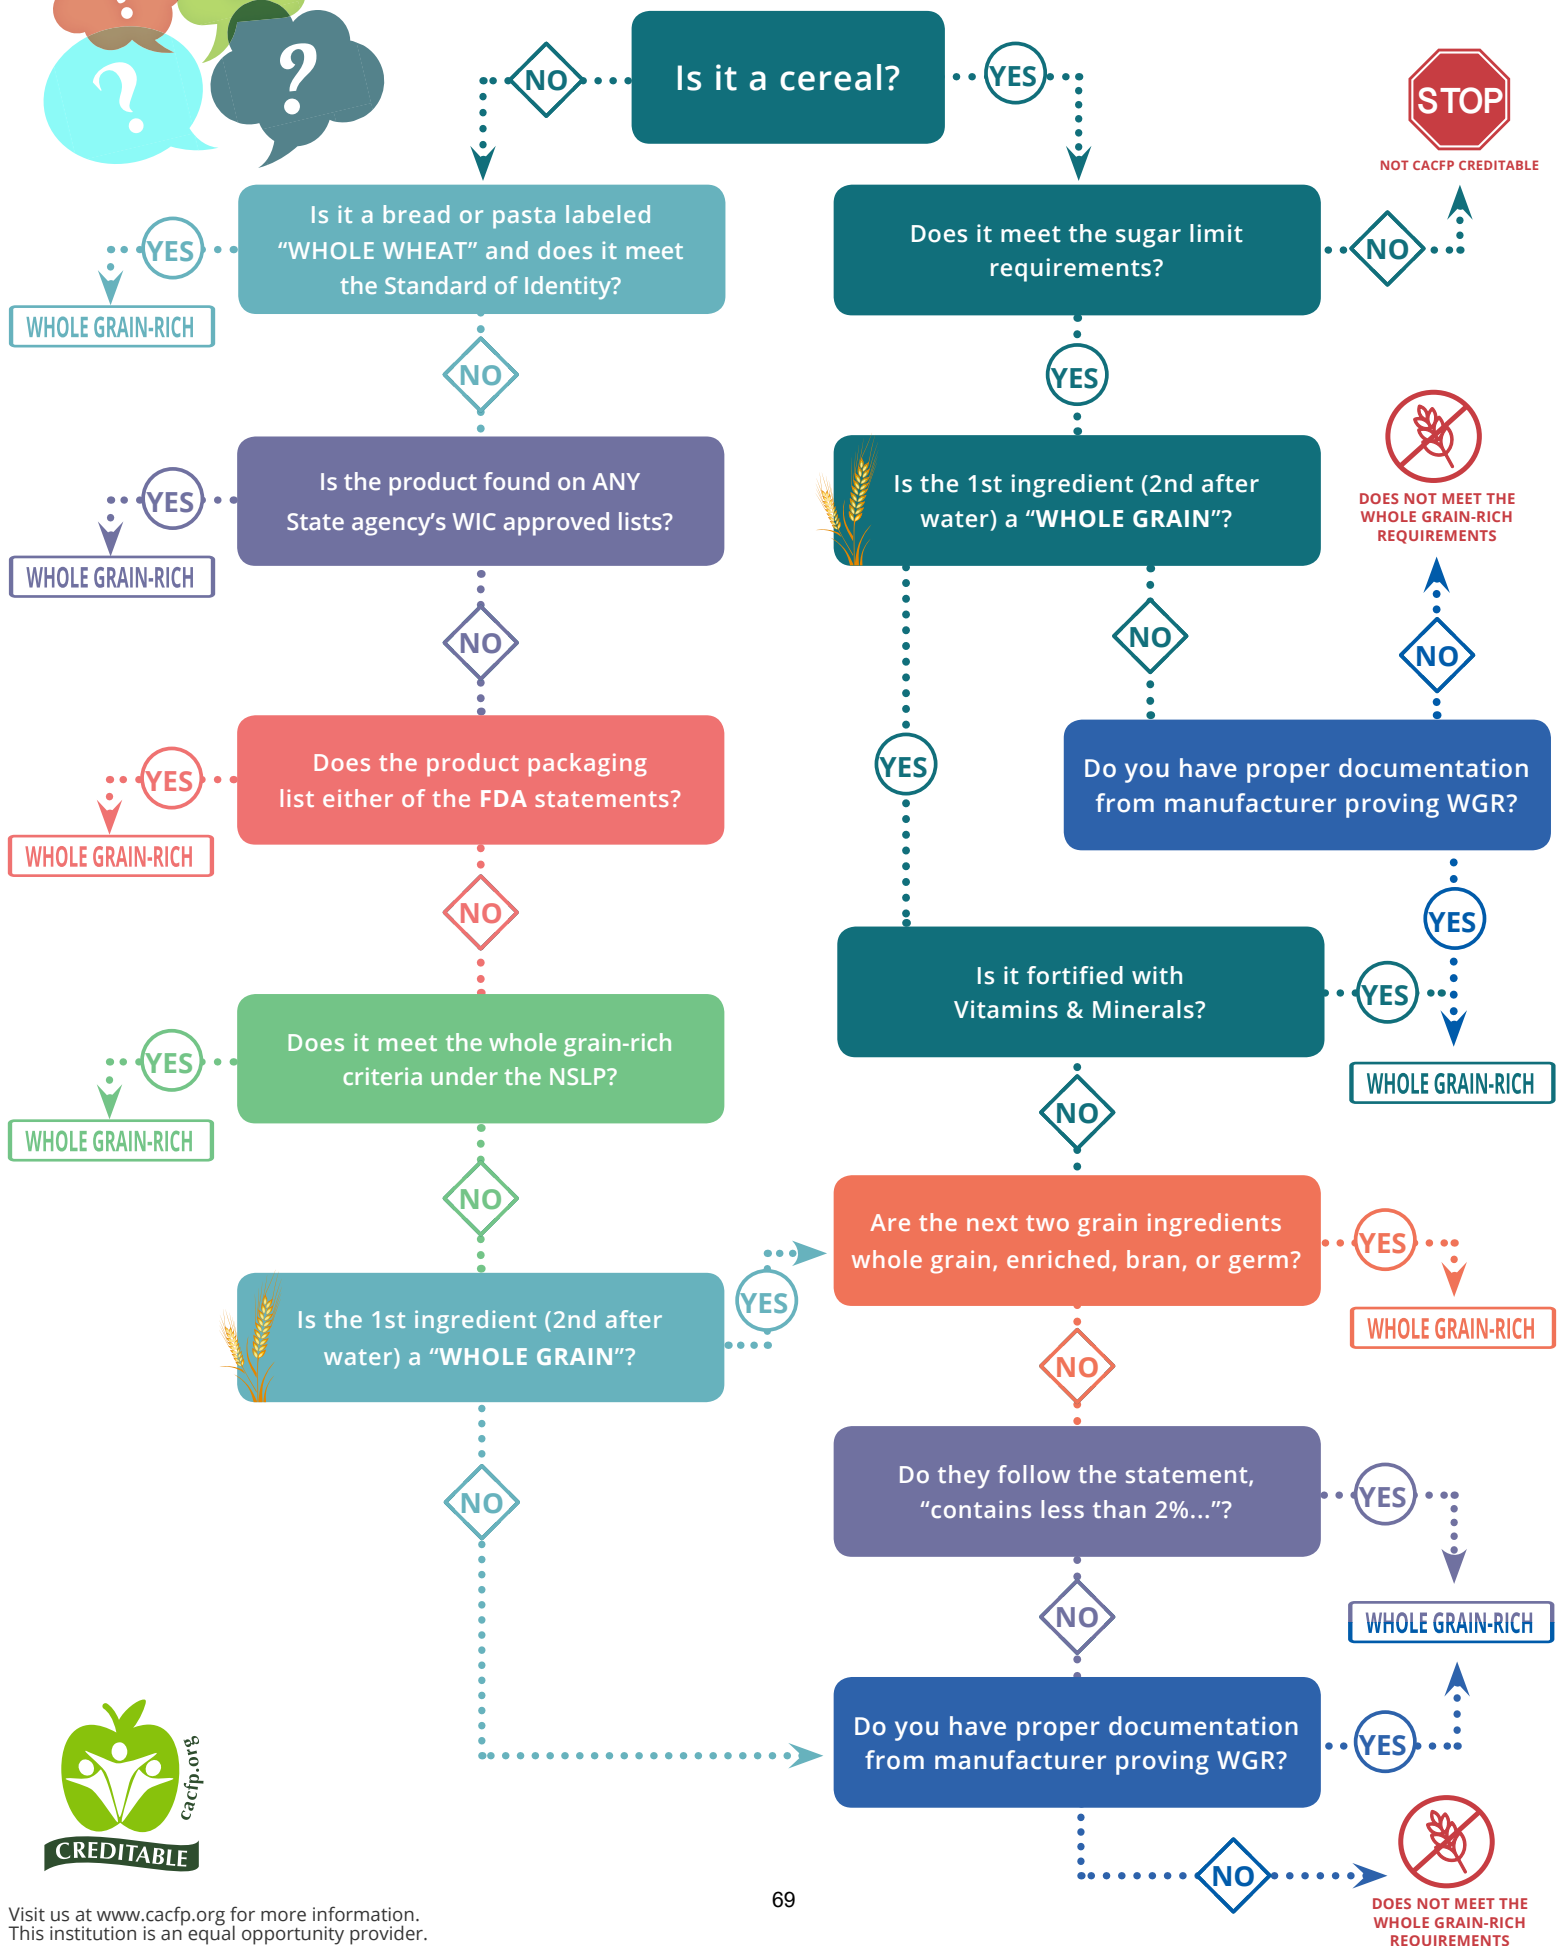 ?
?
?
Is it a cereal?
NO
YES
STOP
NOT CACFP CREDITABLE
Is it a bread or pasta labeled
“WHOLE WHEAT” and does it meet
the Standard of Identity?
YES
WHOLE GRAIN-RICH
NO
Does it meet the sugar limit
requirements?
NO
YES
Is the product found on ANY
State agency’s WIC approved lists?
YES
WHOLE GRAIN-RICH
NO
Is the 1st ingredient (2nd after
water) a “WHOLE GRAIN”?
DOES NOT MEET THE
WHOLE GRAIN-RICH
REQUIREMENTS
NO
NO
YES
Does the product packaging
list either of the FDA statements?
YES
WHOLE GRAIN-RICH
NO
Do you have proper documentation
from manufacturer proving WGR?
YES
Is it fortified with
Vitamins & Minerals?
YES
WHOLE GRAIN-RICH
NO
Does it meet the whole grain-rich
criteria under the NSLP?
YES
WHOLE GRAIN-RICH
NO
Are the next two grain ingredients
whole grain, enriched, bran, or germ?
YES
WHOLE GRAIN-RICH
NO
Is the 1st ingredient (2nd after
water) a “WHOLE GRAIN”?
YES
NO
Do they follow the statement,
“contains less than 2%...”?
YES
WHOLE GRAIN-RICH
NO
Do you have proper documentation
from manufacturer proving WGR?
YES
NO
DOES NOT MEET THE
WHOLE GRAIN-RICH
REQUIREMENTS
cacfp.org
CREDITABLE
69
Visit us at www.cacfp.org for more information.
This institution is an equal opportunity provider.